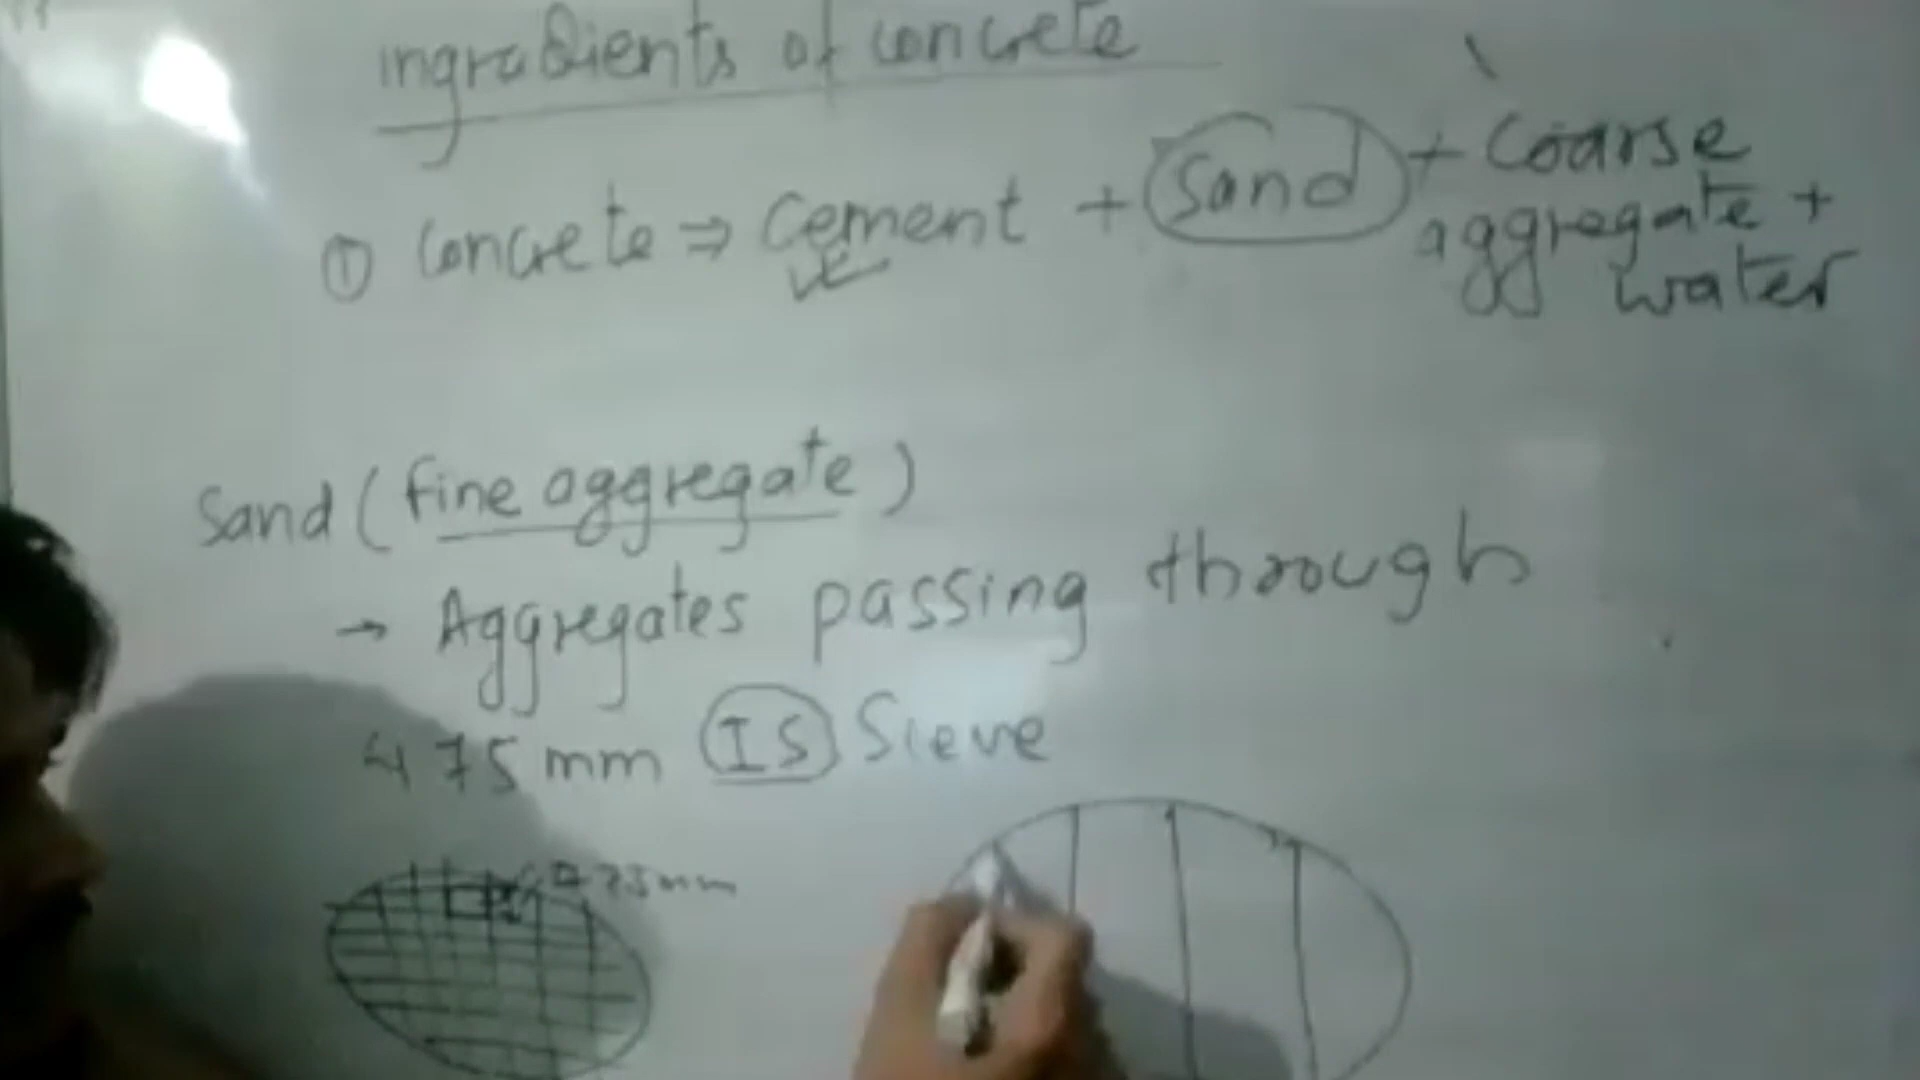 ingradients of concrete
① concrete ⇒ cement + Sand + coarse
aggregate +
water
Sand (fine aggregate)
→ Aggregates passing through
4.75 mm IS Sieve
4.75mm